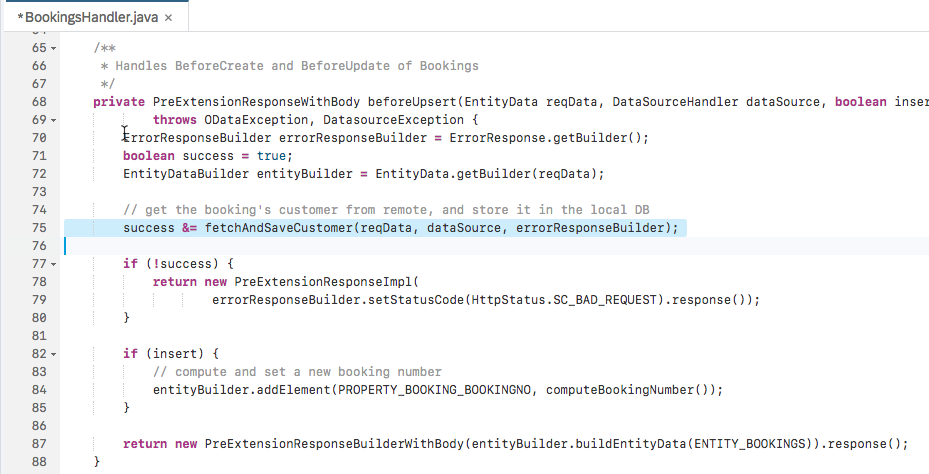 *BookingsHandler.java ×
65 /**
66 * Handles BeforeCreate and BeforeUpdate of Bookings
67 */
68 private PreExtensionResponseWithBody beforeUpsert(EntityData reqData, DataSourceHandler dataSource, boolean inser
69 throws ODataException, DatasourceException {
70 ErrorResponseBuilder errorResponseBuilder = ErrorResponse.getBuilder();
71 boolean success = true;
72 EntityDataBuilder entityBuilder = EntityData.getBuilder(reqData);
73
74 // get the booking's customer from remote, and store it in the local DB
75 success &= fetchAndSaveCustomer(reqData, dataSource, errorResponseBuilder);
76
77 if (!success) {
78 return new PreExtensionResponseImpl(
79 errorResponseBuilder.setStatusCode(HttpStatus.SC_BAD_REQUEST).response());
80 }
81
82 if (insert) {
83 // compute and set a new booking number
84 entityBuilder.addElement(PROPERTY_BOOKING_BOOKINGNO, computeBookingNumber());
85 }
86
87 return new PreExtensionResponseBuilderWithBody(entityBuilder.buildEntityData(ENTITY_BOOKINGS)).response();
88 }